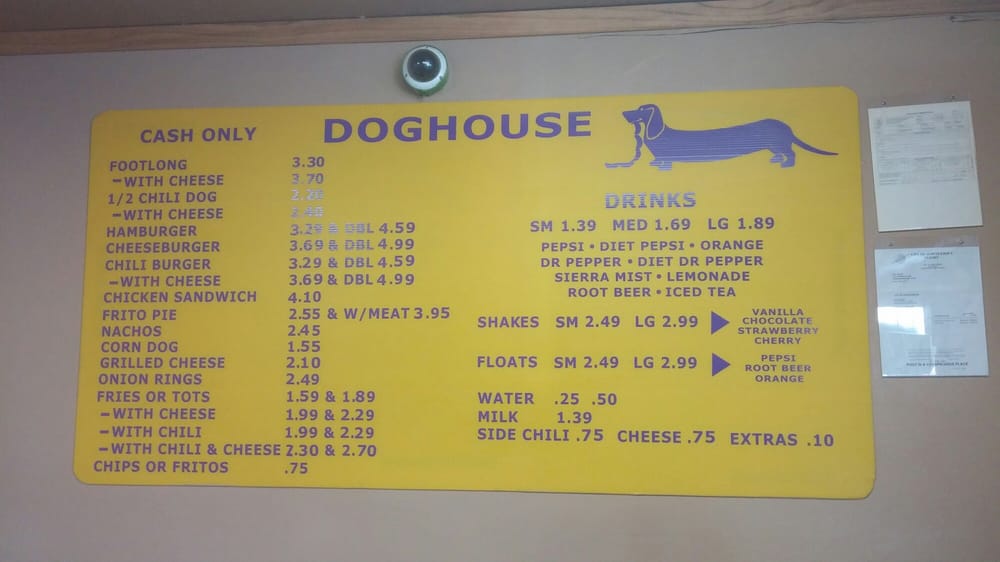 CASH ONLY
DOGHOUSE
FOOTLONG 3.30
-WITH CHEESE 3.70
1/2 CHILI DOG
-WITH CHEESE
HAMBURGER 3.29 & DBL 4.59
CHEESEBURGER 3.69 & DBL 4.99
CHILI BURGER 3.29 & DBL 4.59
-WITH CHEESE 3.69 & DBL 4.99
CHICKEN SANDWICH 4.10
FRITO PIE 2.55 & W/MEAT 3.95
NACHOS 2.45
CORN DOG 1.55
GRILLED CHEESE 2.10
ONION RINGS 2.49
FRIES OR TOTS 1.59 & 1.89
-WITH CHEESE 1.99 & 2.29
-WITH CHILI 1.99 & 2.29
-WITH CHILI & CHEESE 2.30 & 2.70
CHIPS OR FRITOS .75
DRINKS
SM 1.39 MED 1.69 LG 1.89
PEPSI • DIET PEPSI • ORANGE
DR PEPPER • DIET DR PEPPER
SIERRA MIST • LEMONADE
ROOT BEER • ICED TEA
SHAKES SM 2.49 LG 2.99
VANILLA
CHOCOLATE
STRAWBERRY
CHERRY
FLOATS SM 2.49 LG 2.99
PEPSI
ROOT BEER
ORANGE
WATER .25 .50
MILK 1.39
SIDE CHILI .75 CHEESE .75 EXTRAS .10